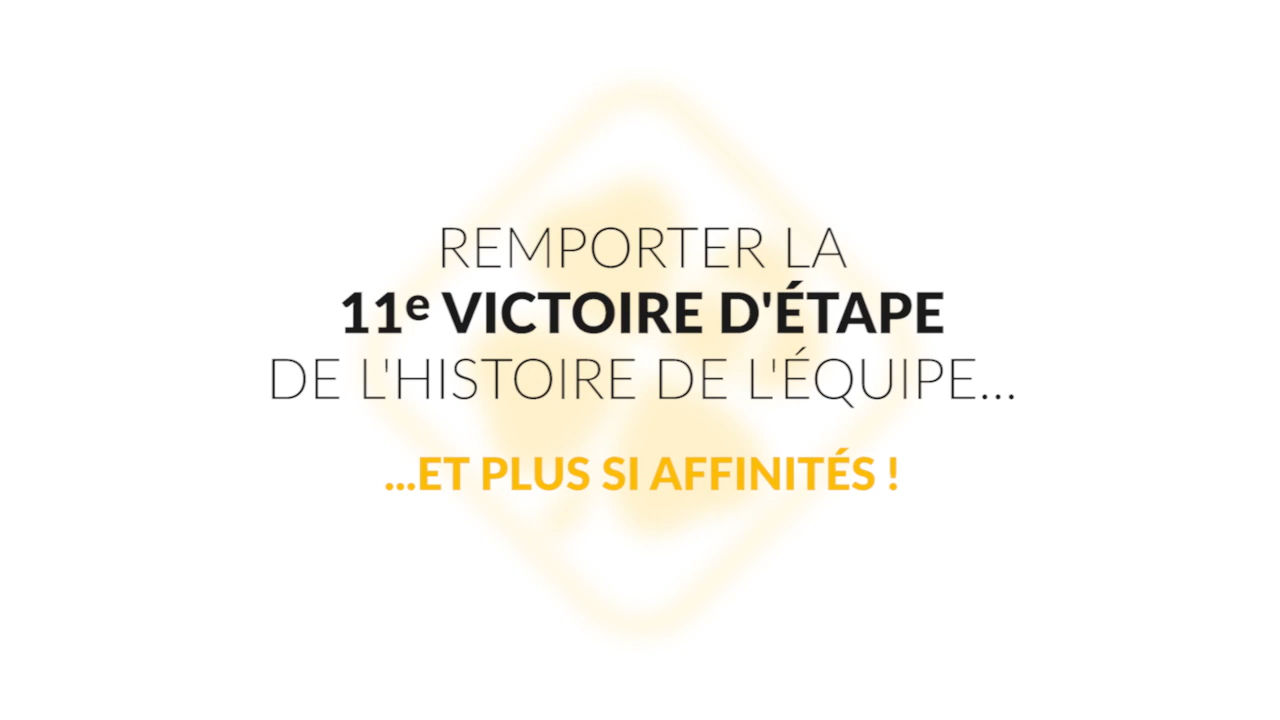 REMPORTER LA
11e VICTOIRE D'ÉTAPE
DE L'HISTOIRE DE L'ÉQUIPE...
...ET PLUS SI AFFINITÉS !